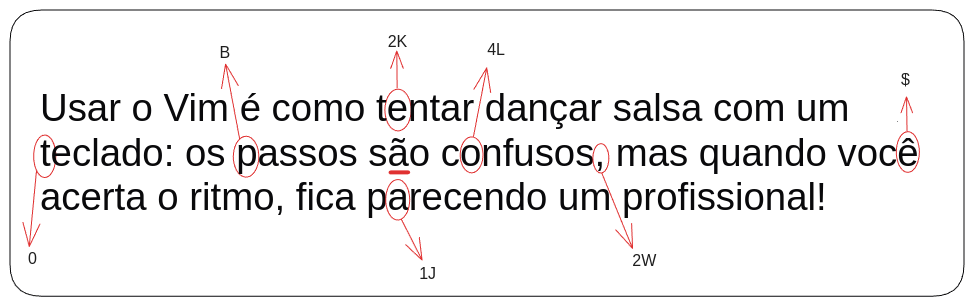 B
2K
4L
$
Usar o Vim é como tentar dançar salsa com um
teclado: os passos são confusos, mas quando você
acerta o ritmo, fica parecendo um profissional!
0
1J
2W